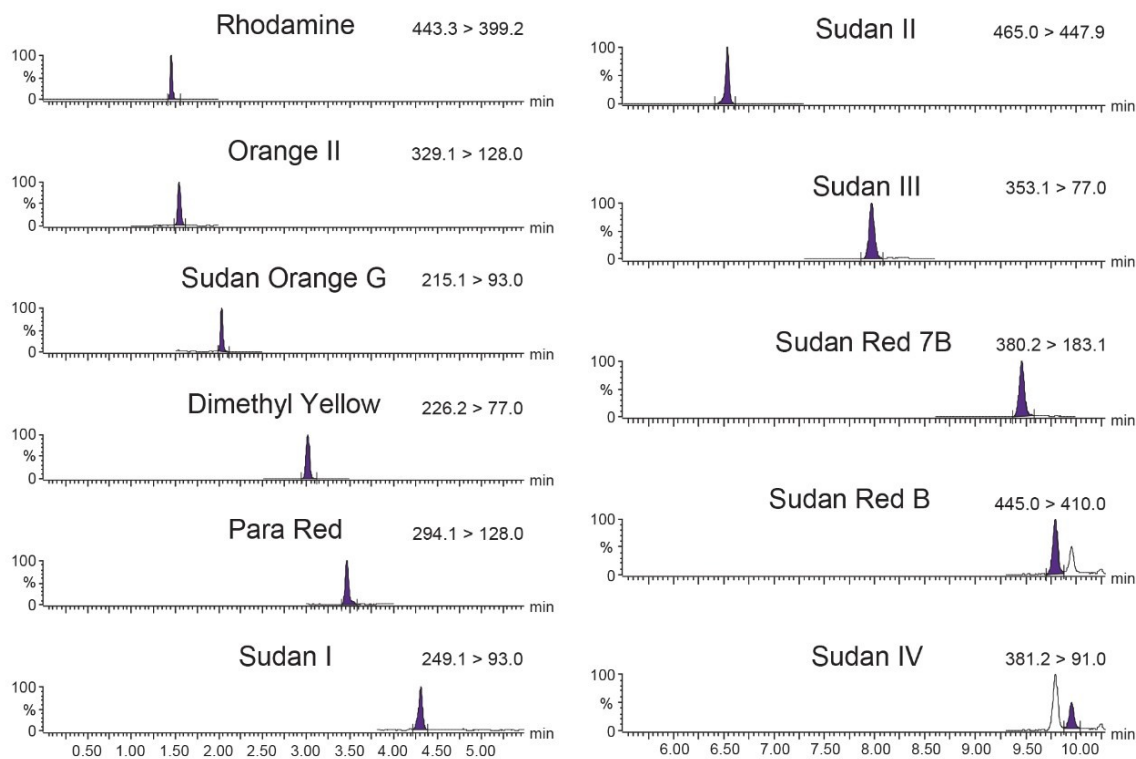 Rhodamine 443.3 > 399.2
100
%
0
min
Orange II 329.1 > 128.0
100
%
0
min
Sudan Orange G 215.1 > 93.0
100
%
0
min
Dimethyl Yellow 226.2 > 77.0
100
%
0
min
Para Red 294.1 > 128.0
100
%
0
min
Sudan I 249.1 > 93.0
100
%
0
min
0.50 1.00 1.50 2.00 2.50 3.00 3.50 4.00 4.50 5.00
Sudan II 465.0 > 447.9
100
%
0
min
Sudan III 353.1 > 77.0
100
%
0
min
Sudan Red 7B 380.2 > 183.1
100
%
0
min
Sudan Red B 445.0 > 410.0
100
%
0
min
Sudan IV 381.2 > 91.0
100
%
0
min
6.00 6.50 7.00 7.50 8.00 8.50 9.00 9.50 10.00